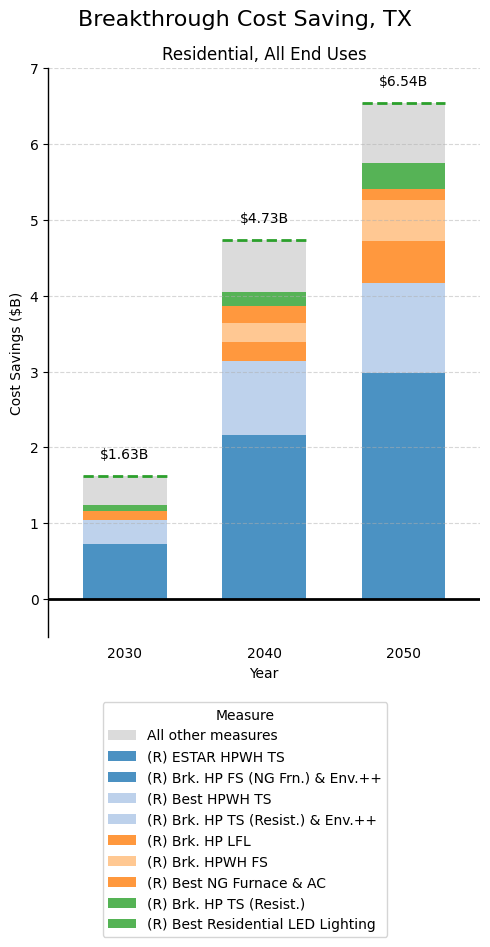 Breakthrough Cost Saving, TX
Residential, All End Uses
7
6
5
4
3
2
1
0
Cost Savings ($B)
$1.63B
$4.73B
$6.54B
2030
2040
2050
Year
Measure
All other measures
(R) ESTAR HPWH TS
(R) Brk. HP FS (NG Frn.) & Env.++
(R) Best HPWH TS
(R) Brk. HP TS (Resist.) & Env.++
(R) Brk. HP LFL
(R) Brk. HPWH FS
(R) Best NG Furnace & AC
(R) Brk. HP TS (Resist.)
(R) Best Residential LED Lighting